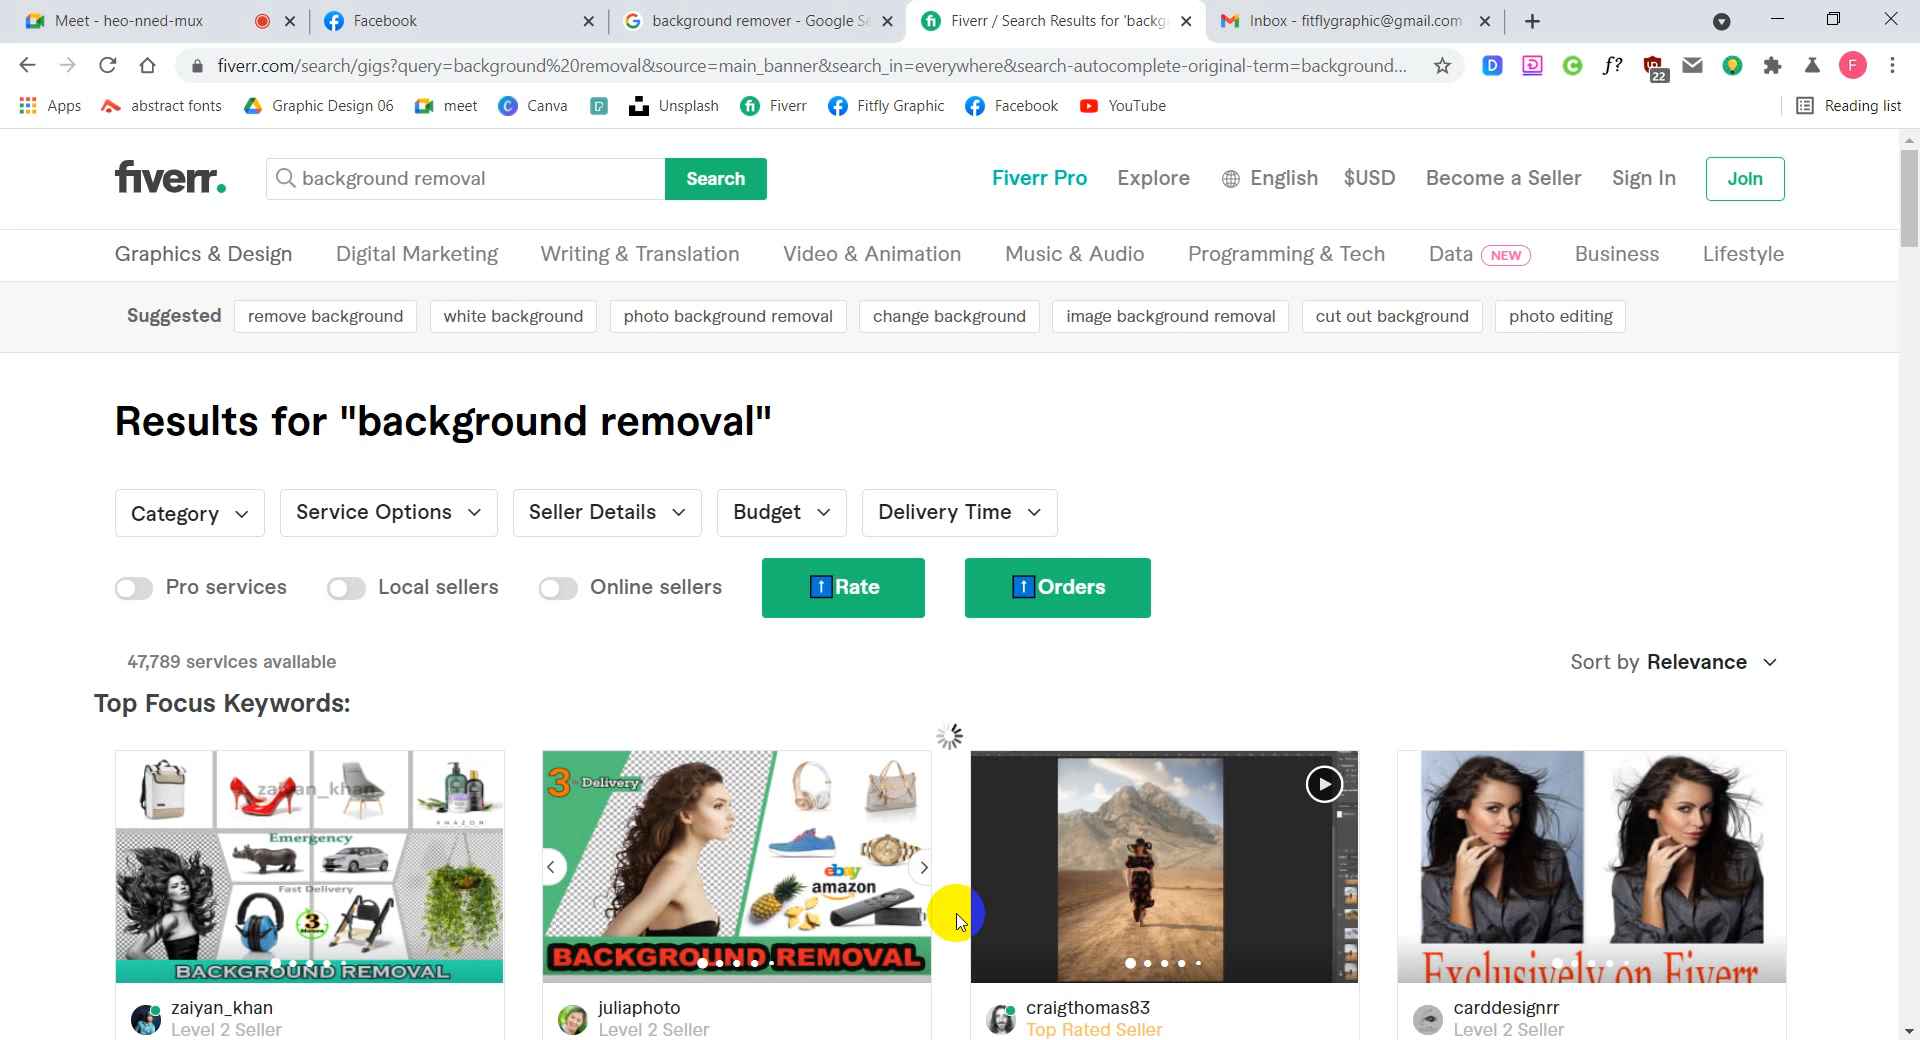 Meet - heo-nned-mux
Facebook
background remover - Google Se
Fiverr / Search Results for 'backgr
Inbox - fitflygraphic@gmail.com
fiverr.com/search/gigs?query=background%20removal&source=main_banner&search_in=everywhere&search-autocomplete-original-term=background...
f?
22
F
Apps
abstract fonts
Graphic Design 06
meet
Canva
Unsplash
Fiverr
Fitfly Graphic
Facebook
YouTube
Reading list
fiverr.
background removal
Search
Fiverr Pro
Explore
English
$USD
Become a Seller
Sign In
Join
Graphics & Design
Digital Marketing
Writing & Translation
Video & Animation
Music & Audio
Programming & Tech
Data NEW
Business
Lifestyle
Suggested
remove background
white background
photo background removal
change background
image background removal
cut out background
photo editing
Results for "background removal"
Category
Service Options
Seller Details
Budget
Delivery Time
Pro services
Local sellers
Online sellers
↑Rate
↑Orders
47,789 services available
Sort by Relevance
Top Focus Keywords:
zaiyan_khan
AMAZON
Emergency
Fast Delivery
3
Hours
BACKGROUND REMOVAL
3 Delivery
ebay
amazon
BACKGROUND REMOVAL
Exclusively on Fiverr
zaiyan_khan
Level 2 Seller
juliaphoto
Level 2 Seller
craigthomas83
Top Rated Seller
carddesignrr
Level 2 Seller